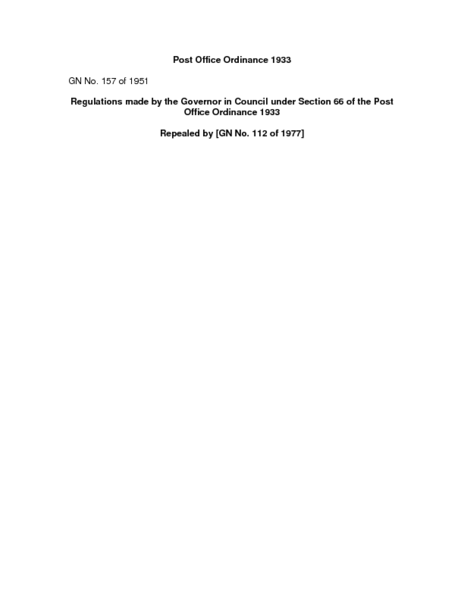 Post Office Ordinance 1933
GN No. 157 of 1951
Regulations made by the Governor in Council under Section 66 of the Post
Office Ordinance 1933
Repealed by [GN No. 112 of 1977]